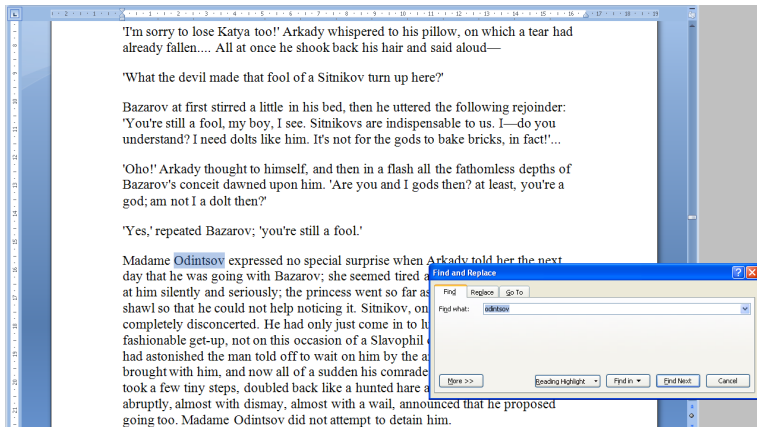 'I'm sorry to lose Katya too!' Arkady whispered to his pillow, on which a tear had
already fallen.... All at once he shook back his hair and said aloud—
'What the devil made that fool of a Sitnikov turn up here?'
Bazarov at first stirred a little in his bed, then he uttered the following rejoinder:
'You're still a fool, my boy, I see. Sitnikovs are indispensable to us. I—do you
understand? I need dolts like him. It's not for the gods to bake bricks, in fact!'...
'Oho!' Arkady thought to himself, and then in a flash all the fathomless depths of
Bazarov's conceit dawned upon him. 'Are you and I gods then? at least, you're a
god; am not I a dolt then?'
'Yes,' repeated Bazarov; 'you're still a fool.'
Madame Odintsov expressed no special surprise when Arkady told her the next
day that he was going with Bazarov; she seemed tired
at him silently and seriously; the princess went so far as
shawl so that he could not help noticing it. Sitnikov, on
completely disconcerted. He had only just come in to
fashionable get-up, not on this occasion of a Slavophil
had astonished the man told off to wait on him by the
brought with him, and now all of a sudden his comrade
took a few tiny steps, doubled back like a hunted hare
abruptly, almost with dismay, almost with a wail, announced that he proposed
going too. Madame Odintsov did not attempt to detain him.
Find and Replace
Find Replace Go To
Find what: odintsov
More >> Reading Highlight Find in Find Next Cancel